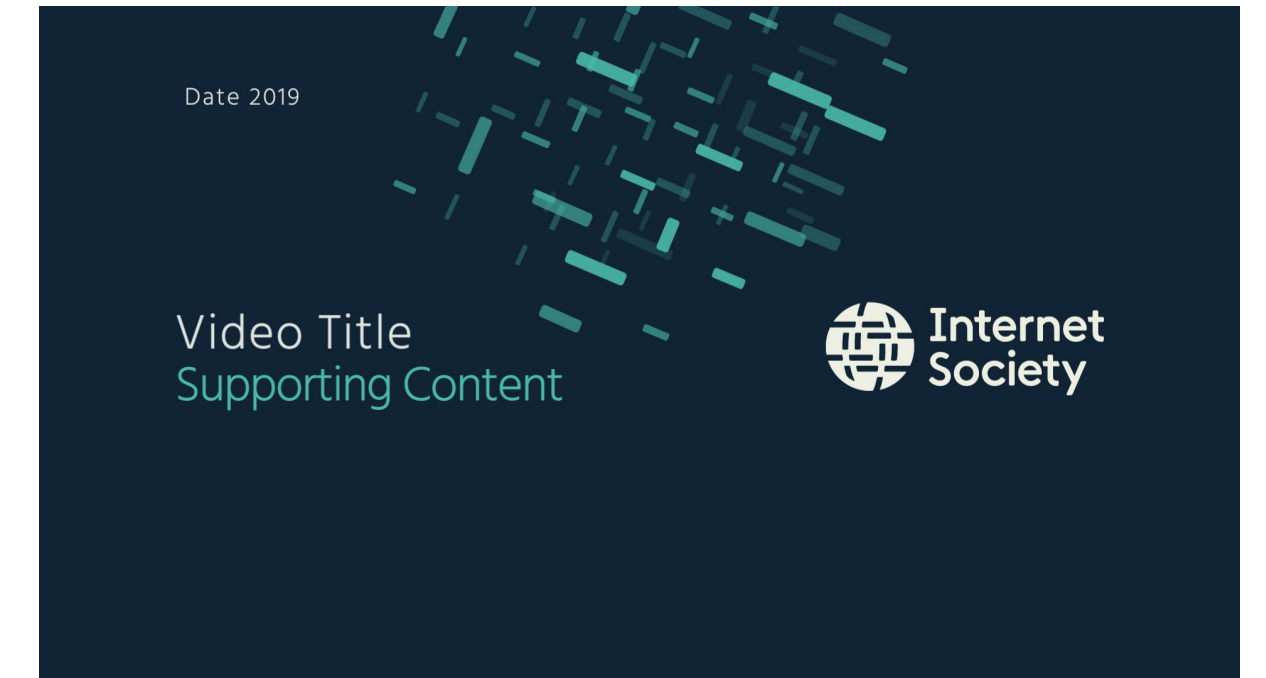 Date 2019
Video Title
Supporting Content
Internet
Society